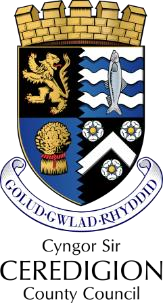 GOLUD·GWLAD·RHYDDID
Cyngor Sir
CEREDIGION
County Council